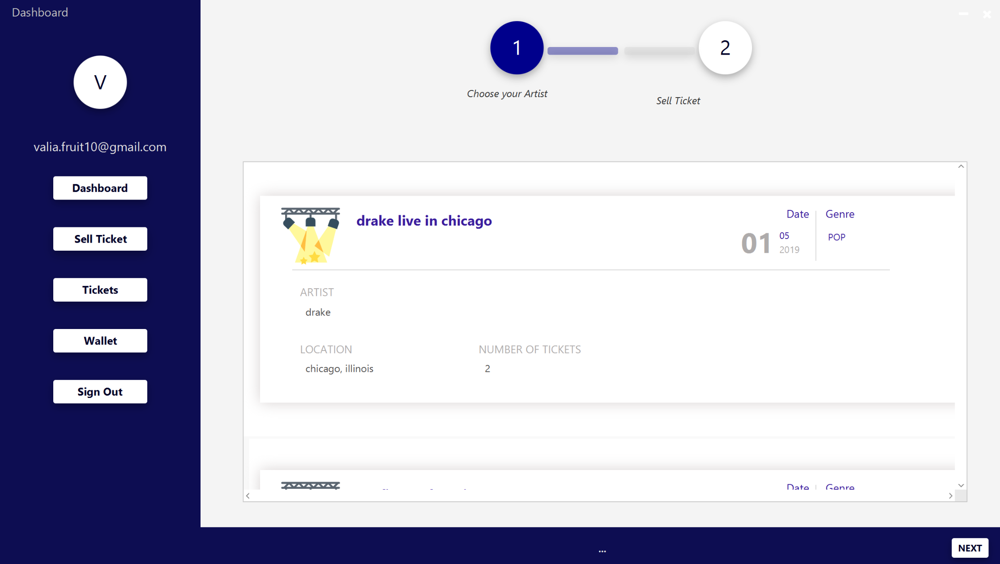 Dashboard
V
valia.fruit10@gmail.com
Dashboard
Sell Ticket
Tickets
Wallet
Sign Out
1
2
Choose your Artist
Sell Ticket
drake live in chicago
Date
Genre
01
05
2019
POP
ARTIST
drake
LOCATION
NUMBER OF TICKETS
chicago, illinois
2
Date
Genre
...
NEXT